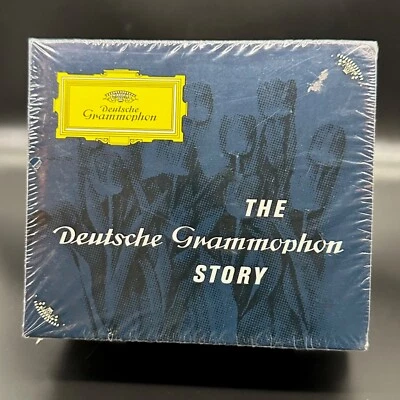 Deutsche
Grammophon
THE
Deutsche Grammophon
STORY